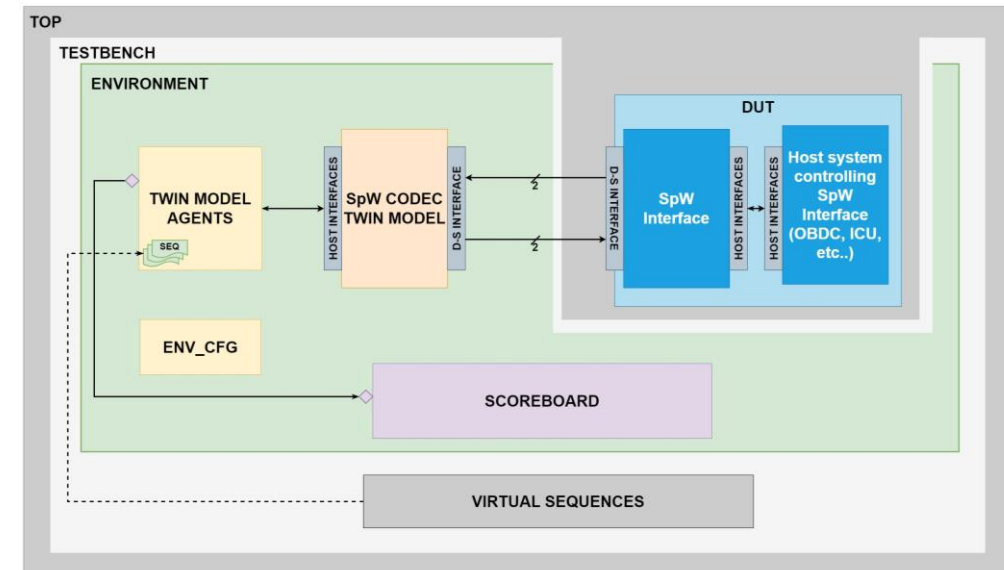 TOP
TESTBENCH
ENVIRONMENT
DUT
TWIN MODEL
AGENTS
SEQ
HOST INTERFACES
SpW CODEC
TWIN MODEL
D-S INTERFACE
2
2
D-S INTERFACE
SpW
Interface
HOST INTERFACES
HOST INTERFACES
Host system
controlling
SpW
Interface
(OBDC, ICU,
etc..)
ENV_CFG
SCOREBOARD
VIRTUAL SEQUENCES